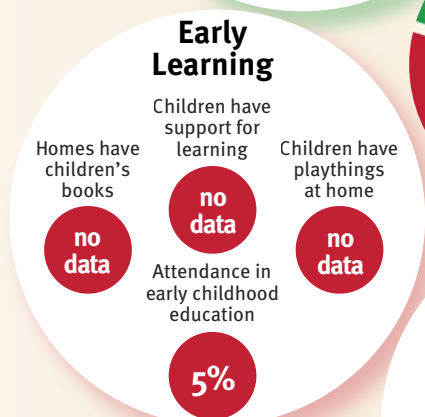 Early
Learning
Children have
support for
learning
no
data
Homes have
children's
books
no
data
Children have
playthings
at home
no
data
Attendance in
early childhood
education
5%